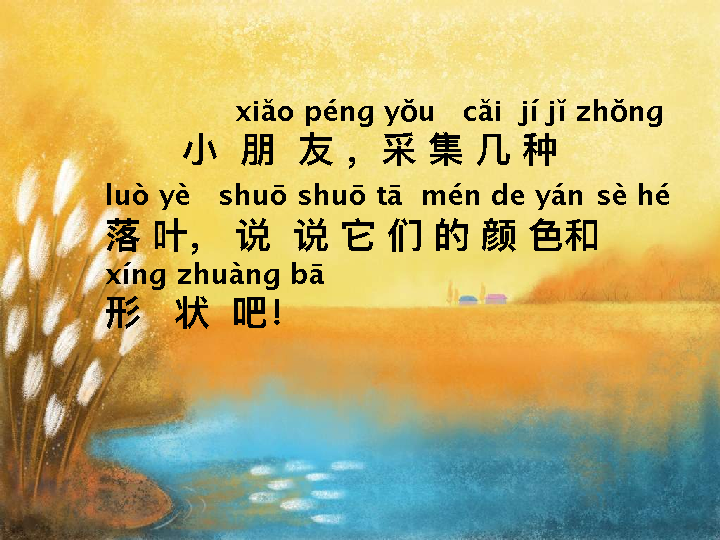 xiǎo péng yǒu cǎi jí jǐ zhǒng
小 朋 友 ，采 集 几 种
luò yè shuō shuō tā mén de yán sè hé
落 叶， 说 说 它 们 的 颜 色和
xíng zhuàng bā
形 状 吧！